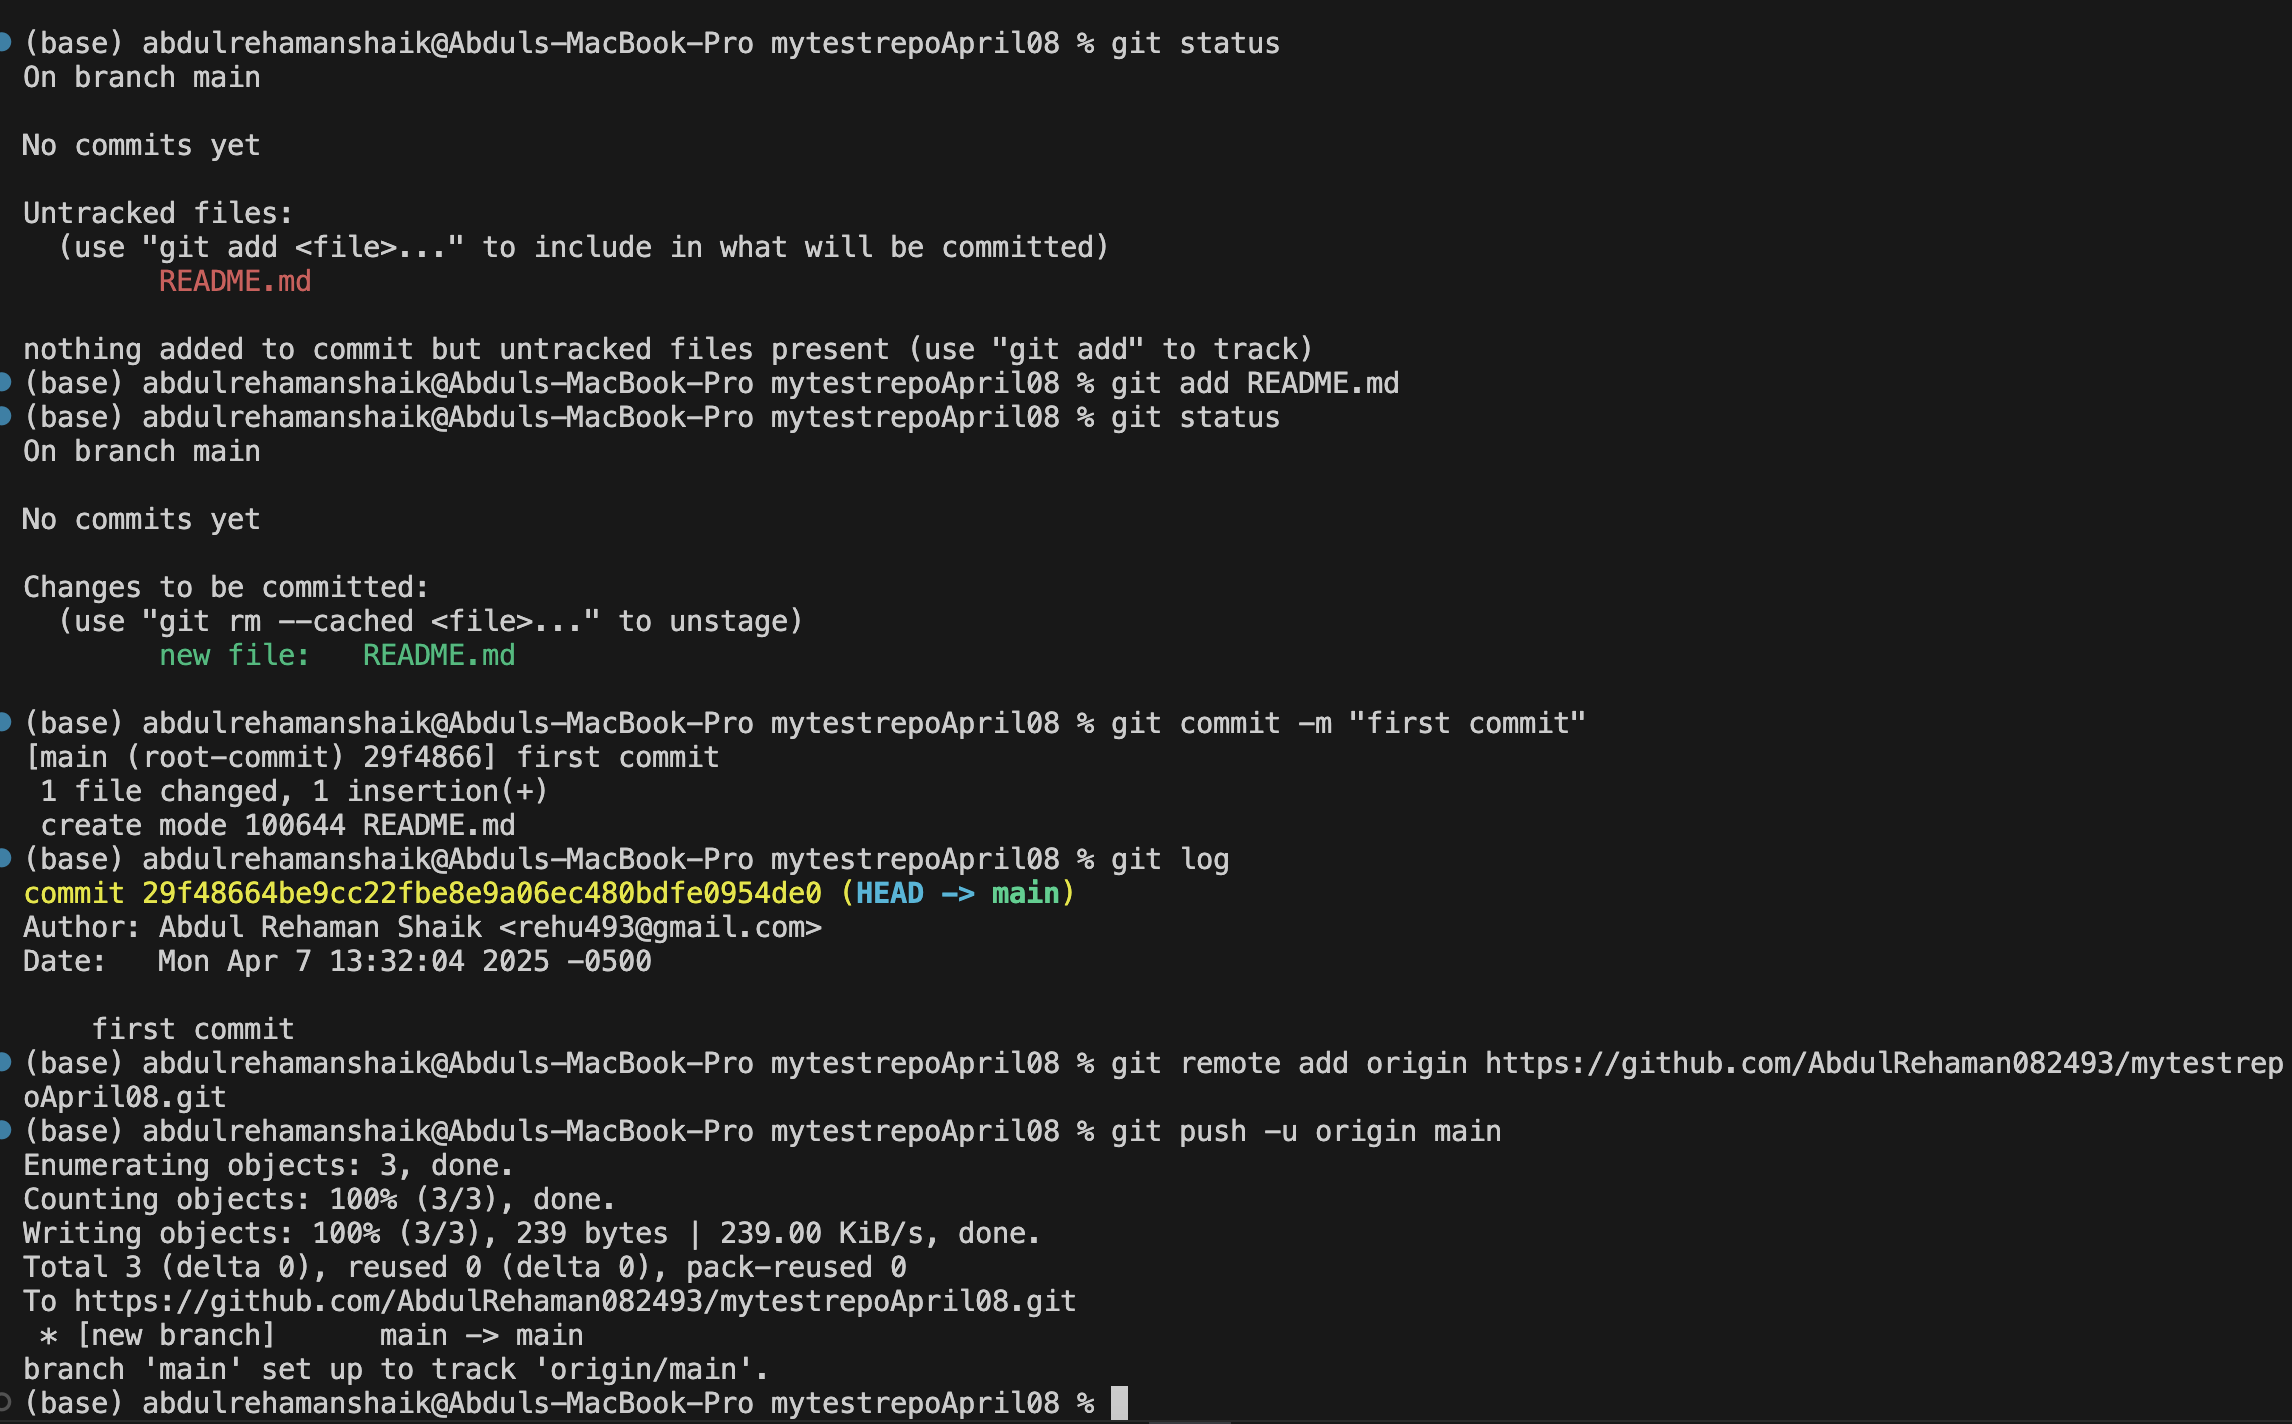 (base) abdulrehamanshaik@Abduls-MacBook-Pro mytestrepoApril08 % git status
On branch main
No commits yet
Untracked files:
(use "git add <file>..." to include in what will be committed)
README.md
nothing added to commit but untracked files present (use "git add" to track)
(base) abdulrehamanshaik@Abduls-MacBook-Pro mytestrepoApril08 % git add README.md
(base) abdulrehamanshaik@Abduls-MacBook-Pro mytestrepoApril08 % git status
On branch main
No commits yet
Changes to be committed:
(use "git rm --cached <file>..." to unstage)
new file:   README.md
(base) abdulrehamanshaik@Abduls-MacBook-Pro mytestrepoApril08 % git commit -m "first commit"
[main (root-commit) 29f4866] first commit
1 file changed, 1 insertion(+)
create mode 100644 README.md
(base) abdulrehamanshaik@Abduls-MacBook-Pro mytestrepoApril08 % git log
commit 29f48664be9cc22fbe8e9a06ec480bdfe0954de0 (HEAD -> main)
Author: Abdul Rehaman Shaik <rehu493@gmail.com>
Date:   Mon Apr 7 13:32:04 2025 -0500
first commit
(base) abdulrehamanshaik@Abduls-MacBook-Pro mytestrepoApril08 % git remote add origin https://github.com/AbdulRehaman082493/mytestrep
oApril08.git
(base) abdulrehamanshaik@Abduls-MacBook-Pro mytestrepoApril08 % git push -u origin main
Enumerating objects: 3, done.
Counting objects: 100% (3/3), done.
Writing objects: 100% (3/3), 239 bytes | 239.00 KiB/s, done.
Total 3 (delta 0), reused 0 (delta 0), pack-reused 0
To https://github.com/AbdulRehaman082493/mytestrepoApril08.git
* [new branch]      main -> main
branch 'main' set up to track 'origin/main'.
(base) abdulrehamanshaik@Abduls-MacBook-Pro mytestrepoApril08 %